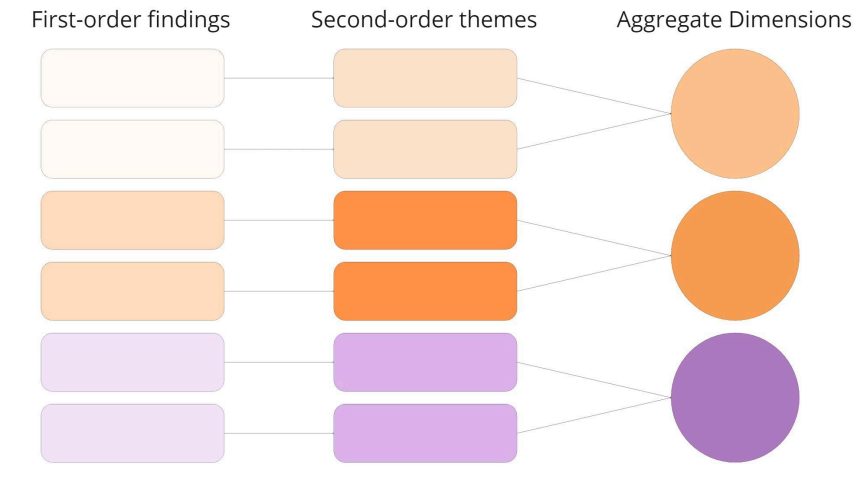 First-order findings
Second-order themes
Aggregate Dimensions